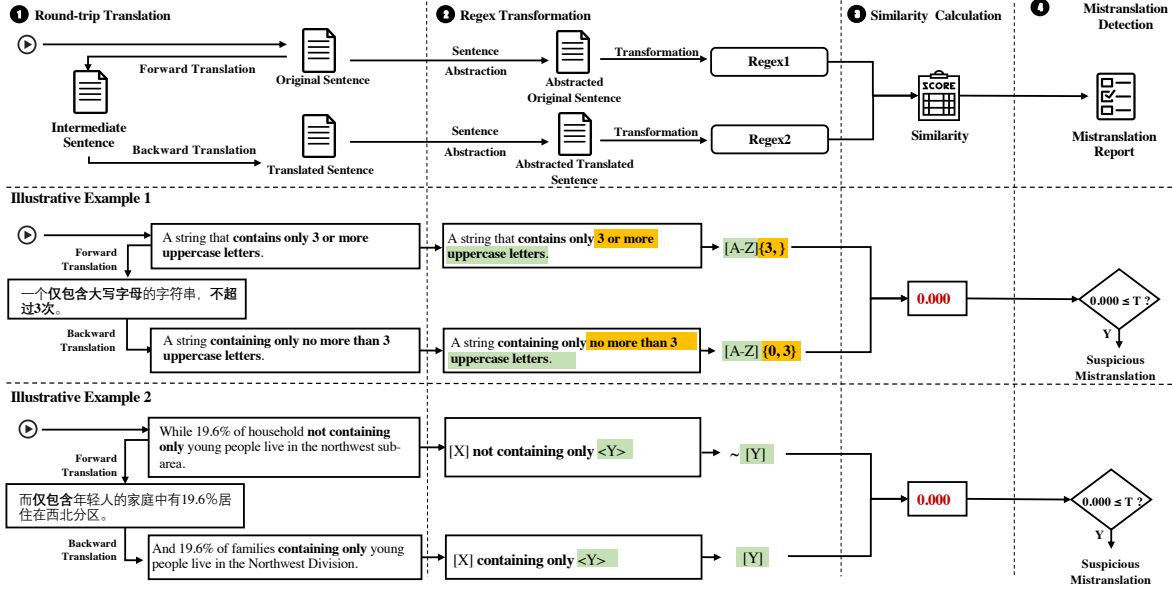 1 Round-trip Translation
2 Regex Transformation
3 Similarity Calculation
4 Mistranslation
Detection
Forward Translation
Original Sentence
Intermediate
Sentence
Backward Translation
Translated Sentence
Sentence
Abstraction
Abstracted
Original Sentence
Transformation
Regex1
Sentence
Abstraction
Abstracted Translated
Sentence
Transformation
Regex2
SCORE
Similarity
Mistranslation
Report
Illustrative Example 1
Forward
Translation
A string that contains only 3 or more
uppercase letters.
一个仅包含大写字母的字符串，不超
过3次。
Backward
Translation
A string containing only no more than 3
uppercase letters.
A string that contains only 3 or more
uppercase letters.
[A-Z]{3, }
A string containing only no more than 3
uppercase letters.
[A-Z] {0, 3}
0.000
0.000 ≤ T ?
Y
Suspicious
Mistranslation
Illustrative Example 2
Forward
Translation
While 19.6% of household not containing
only young people live in the northwest sub-
area.
而仅包含年轻人的家庭中有19.6%居
住在西北分区。
Backward
Translation
And 19.6% of families containing only young
people live in the Northwest Division.
[X] not containing only <Y>
~ [Y]
[X] containing only <Y>
[Y]
0.000
0.000 ≤ T ?
Y
Suspicious
Mistranslation